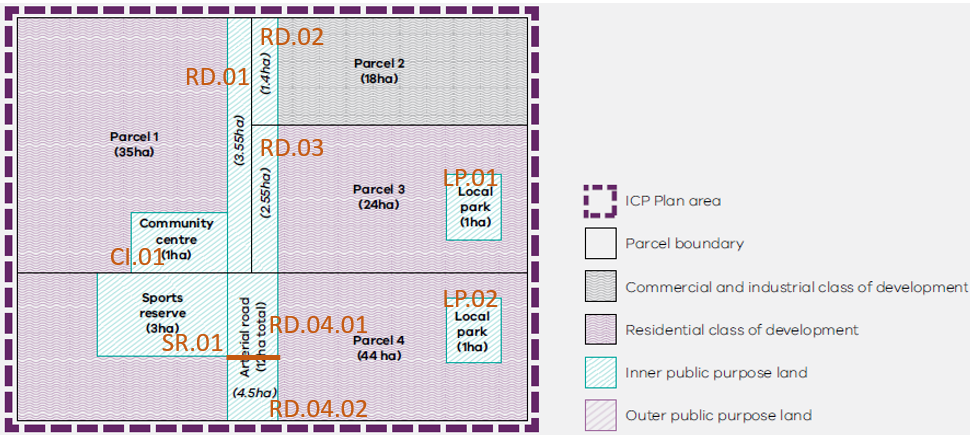 RD.02
RD.01
(1.4ha)
Parcel 2
(18ha)
Parcel 1
(35ha)
(3.55ha)
RD.03
(2.55ha)
Parcel 3
(24ha)
LP.01
Local
park
(1ha)
Community
centre
(1ha)
CI.01
Sports
reserve
(3ha)
SR.01
Arterial road
(12ha total)
RD.04.01
LP.02
Local
park
(1ha)
Parcel 4
(44 ha)
(4.5ha)
RD.04.02
ICP Plan area
Parcel boundary
Commercial and industrial class of development
Residential class of development
Inner public purpose land
Outer public purpose land